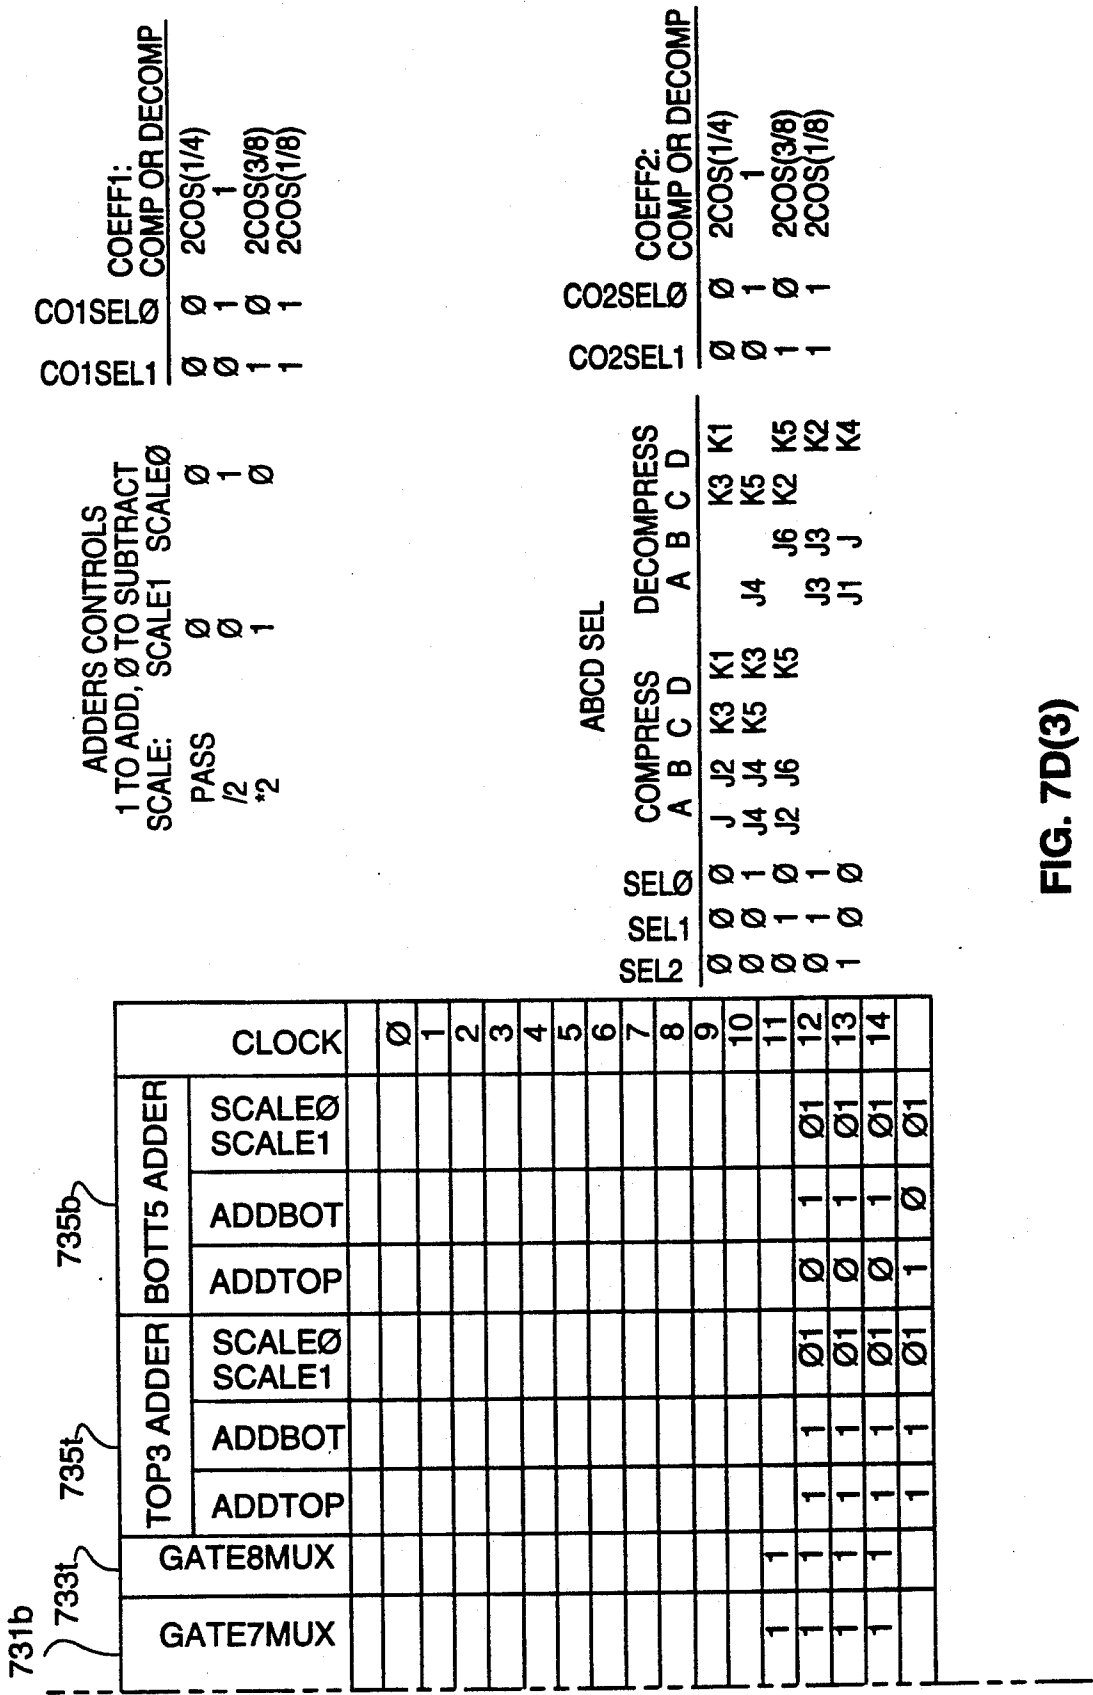 731b 733t 735t 735b
GATE7MUX GATE8MUX TOP3 ADDER BOTT5 ADDER CLOCK
ADDTOP ADDBOT SCALEØ SCALE1 ADDTOP ADDBOT SCALEØ SCALE1
Ø
1
2
3
4
5
6
7
8
9
10
1 1 11
1 1 1 1 Ø1 Ø 1 Ø1 12
1 1 1 1 Ø1 Ø 1 Ø1 13
1 1 1 1 Ø1 Ø 1 Ø1 14
1 1 Ø1 1 Ø Ø1
ADDERS CONTROLS
1 TO ADD, Ø TO SUBTRACT
SCALE: SCALE1 SCALEØ
PASS Ø Ø
/2 Ø 1
*2 1 Ø
COEFF1:
CO1SEL1 CO1SELØ COMP OR DECOMP
Ø Ø 2COS(1/4)
Ø 1 1
1 Ø 2COS(3/8)
1 1 2COS(1/8)
ABCD SEL
COMPRESS DECOMPRESS
SEL2 SEL1 SELØ A B C D A B C D
Ø Ø Ø J J2 K3 K1 K3 K1
Ø Ø 1 J4 J4 K5 K3 J4 K5
Ø 1 Ø J2 J6 K5 J6 K2 K5
Ø 1 1 J3 J3 K2
1 Ø Ø J1 J K4
COEFF2:
CO2SEL1 CO2SELØ COMP OR DECOMP
Ø Ø 2COS(1/4)
Ø 1 1
1 Ø 2COS(3/8)
1 1 2COS(1/8)
FIG. 7D(3)